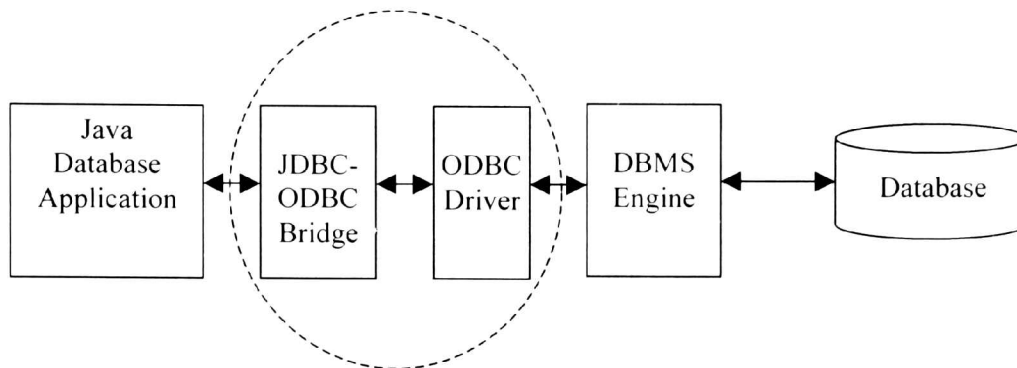 Java
Database
Application
JDBC-
ODBC
Bridge
ODBC
Driver
DBMS
Engine
Database